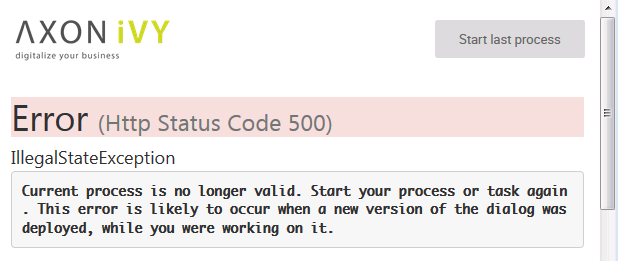 AXON iVY
digitalize your business
Start last process
Error (Http Status Code 500)
IllegalStateException
Current process is no longer valid. Start your process or task again
. This error is likely to occur when a new version of the dialog was
deployed, while you were working on it.